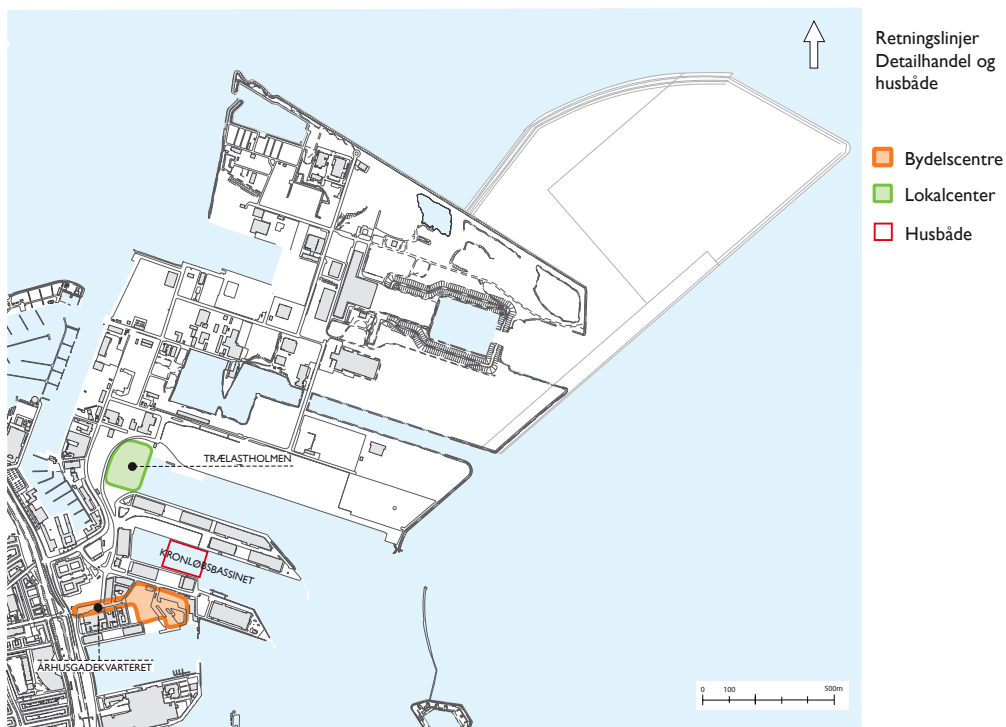 Retningslinjer
Detailhandel og
husbåde
Bydelscentre
Lokalcenter
Husbåde
TRÆLASTHOLMEN
KRONLØBSBASSINET
ÅRHUSGADEKVARTERET
0 100 500m